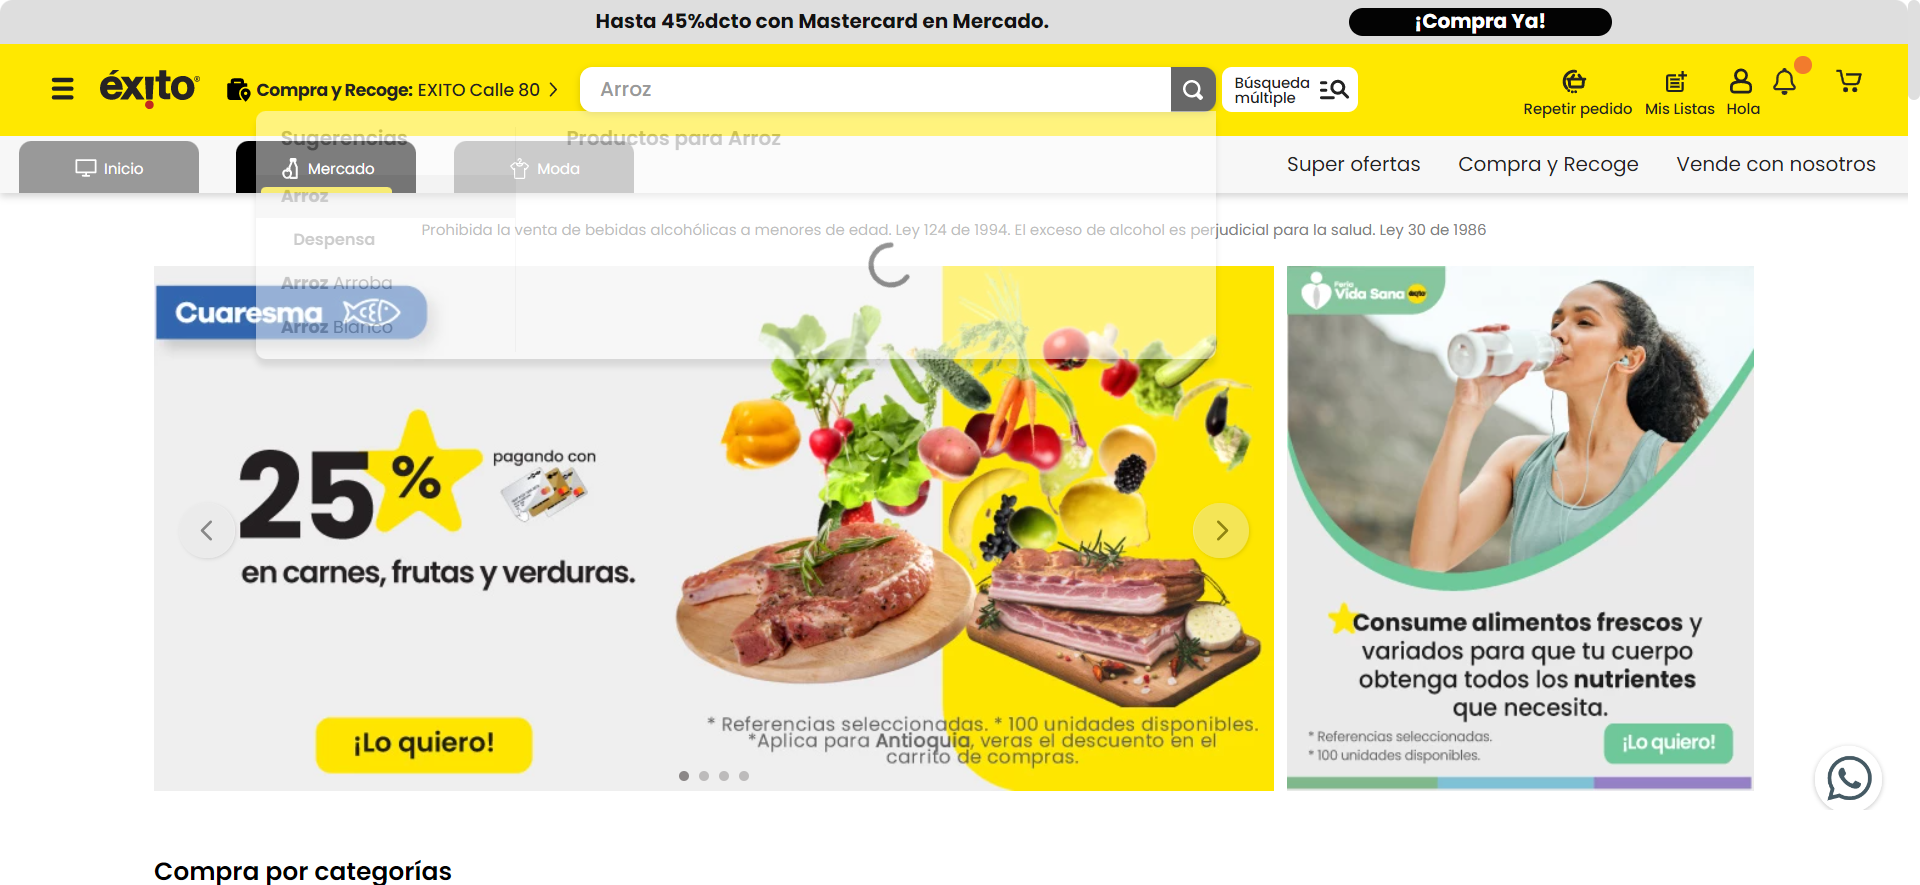 Hasta 45%dcto con Mastercard en Mercado.
¡Compra Ya!
éxito
Compra y Recoge: EXITO Calle 80
Arroz
Búsqueda
múltiple
Repetir pedido
Mis Listas
Hola
Sugerencias
Productos para Arroz
Inicio
Mercado
Moda
Super ofertas
Compra y Recoge
Vende con nosotros
Arroz
Despensa
Arroz Arroba
Arroz Blanco
Prohibida la venta de bebidas alcohólicas a menores de edad. Ley 124 de 1994. El exceso de alcohol es perjudicial para la salud. Ley 30 de 1986
Cuaresma
25%
pagando con
en carnes, frutas y verduras.
¡Lo quiero!
* Referencias seleccionadas. * 100 unidades disponibles.
*Aplica para Antioquia, veras el descuento en el
carrito de compras.
Feria
Vida Sana éxito
Consume alimentos frescos y
variados para que tu cuerpo
obtenga todos los nutrientes
que necesita.
* Referencias seleccionadas.
* 100 unidades disponibles.
¡Lo quiero!
Compra por categorías